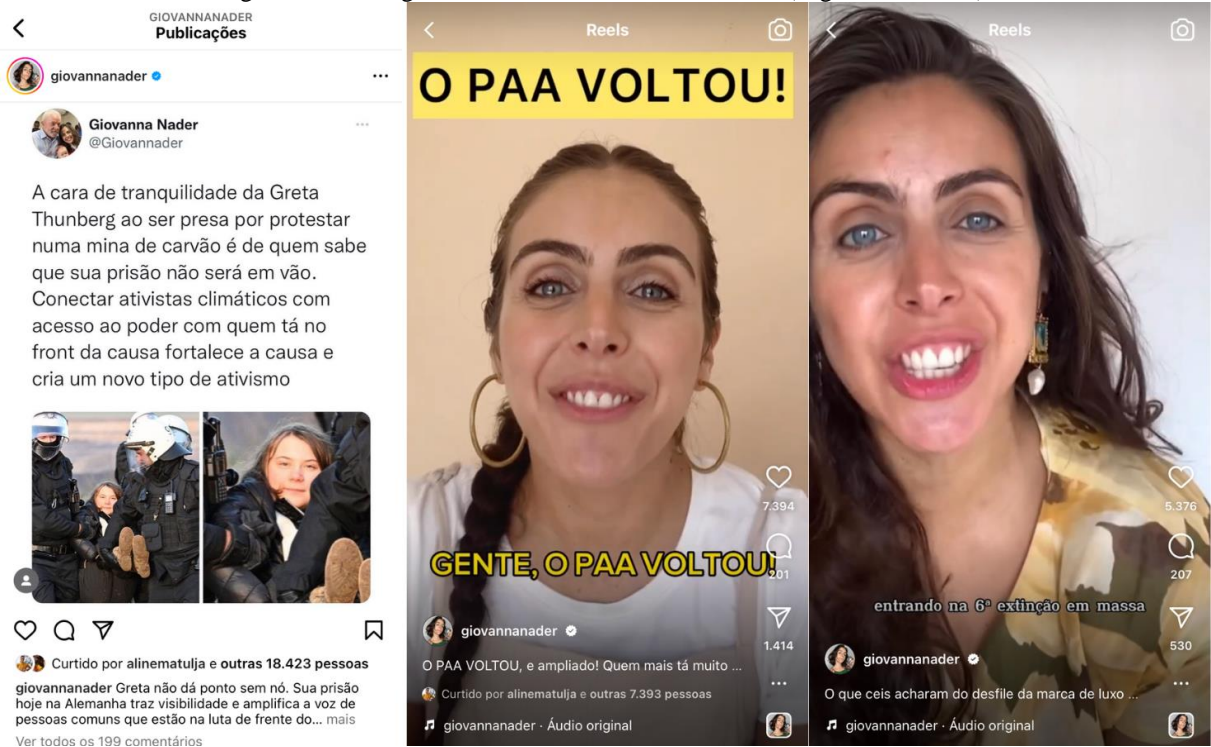 GIOVANNANADER
Publicações
giovannanader
Giovanna Nader
@Giovannader
A cara de tranquilidade da Greta
Thunberg ao ser presa por protestar
numa mina de carvão é de quem sabe
que sua prisão não será em vão.
Conectar ativistas climáticos com
acesso ao poder com quem tá no
front da causa fortalece a causa e
cria um novo tipo de ativismo
Curtido por alinematulja e outras 18.423 pessoas
giovannanader Greta não dá ponto sem nó. Sua prisão
hoje na Alemanha traz visibilidade e amplifica a voz de
pessoas comuns que estão na luta de frente do... mais
Ver todos os 199 comentários
Reels
O PAA VOLTOU!
7.394
GENTE, O PAA VOLTOU!
201
giovannanader
1.414
O PAA VOLTOU, e ampliado! Quem mais tá muito ...
Curtido por alinematulja e outras 7.393 pessoas
giovannanader · Áudio original
Reels
5.376
207
entrando na 6ª extinção em massa
530
giovannanader
O que ceis acharam do desfile da marca de luxo ...
giovannanader · Áudio original